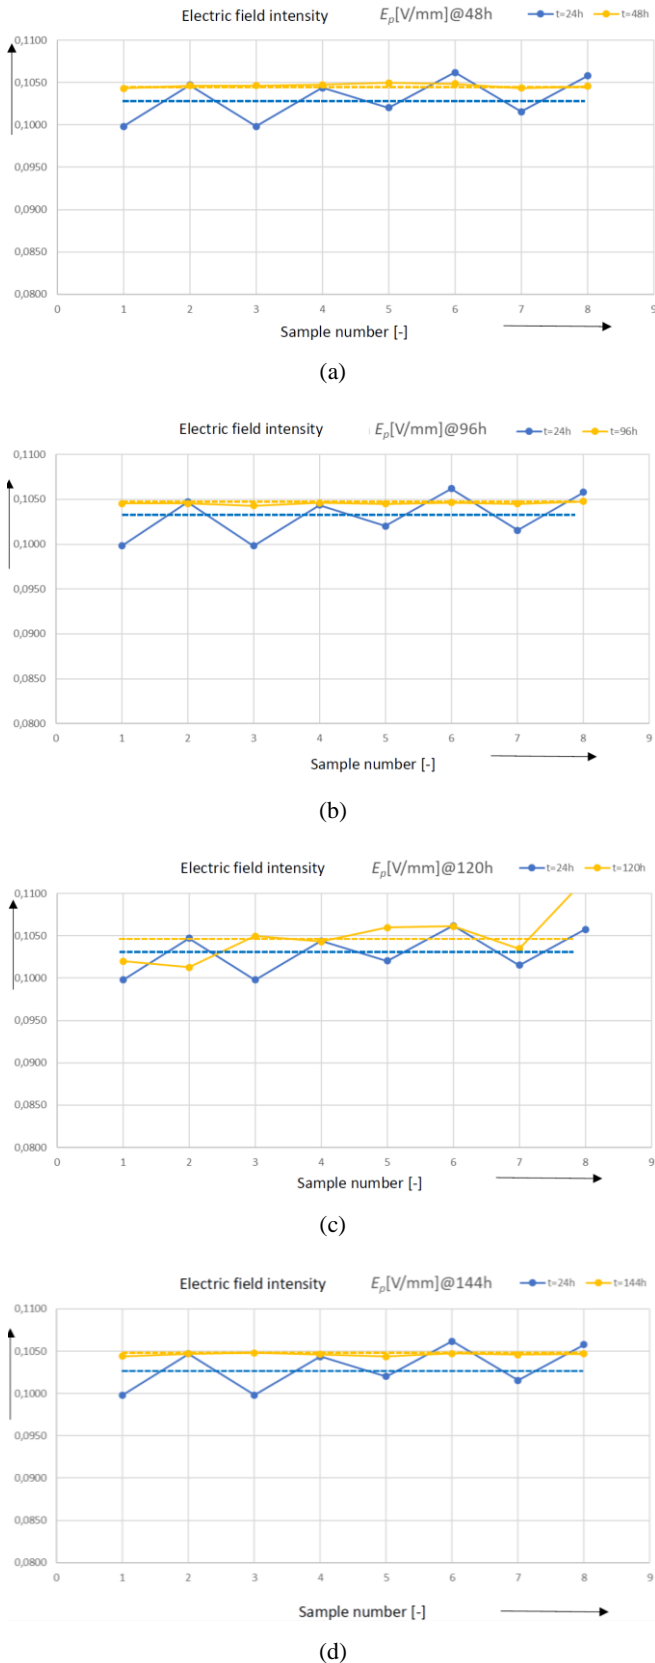 Electric field intensity Eₚ[V/mm]@48h t=24h t=48h
0,1100
0,1050
0,1000
0,0950
0,0900
0,0850
0,0800
0 1 2 3 4 5 6 7 8 9
Sample number [-]
(a)
Electric field intensity Eₚ[V/mm]@96h t=24h t=96h
0,1100
0,1050
0,1000
0,0950
0,0900
0,0850
0,0800
0 1 2 3 4 5 6 7 8 9
Sample number [-]
(b)
Electric field intensity Eₚ[V/mm]@120h t=24h t=120h
0,1100
0,1050
0,1000
0,0950
0,0900
0,0850
0,0800
0 1 2 3 4 5 6 7 8 9
Sample number [-]
(c)
Electric field intensity Eₚ[V/mm]@144h t=24h t=144h
0,1100
0,1050
0,1000
0,0950
0,0900
0,0850
0,0800
0 1 2 3 4 5 6 7 8 9
Sample number [-]
(d)